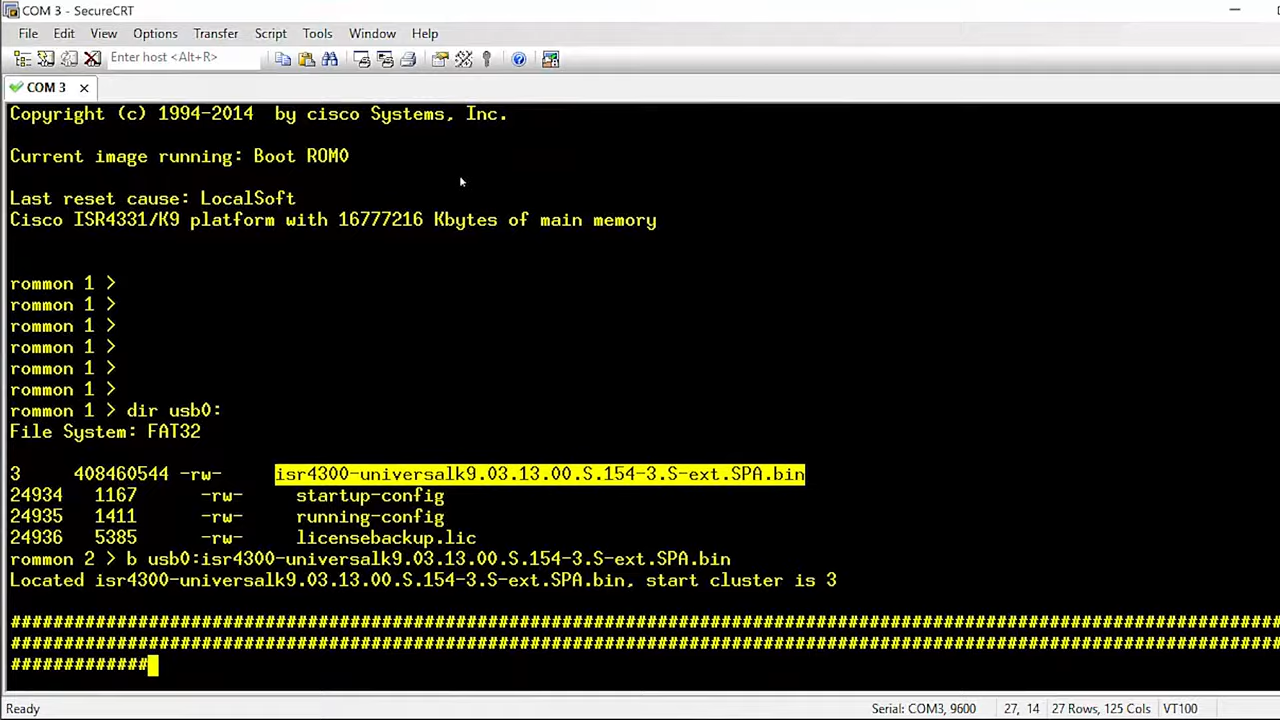 COM 3 - SecureCRT
File Edit View Options Transfer Script Tools Window Help
Enter host <Alt+R>
COM 3
Copyright (c) 1994-2014  by cisco Systems, Inc.
Current image running: Boot ROM0
Last reset cause: LocalSoft
Cisco ISR4331/K9 platform with 16777216 Kbytes of main memory
rommon 1 >
rommon 1 >
rommon 1 >
rommon 1 >
rommon 1 >
rommon 1 >
rommon 1 > dir usb0:
File System: FAT32
3     408460544 -rw-     isr4300-universalk9.03.13.00.S.154-3.S-ext.SPA.bin
24934   1167      -rw-     startup-config
24935   1411      -rw-     running-config
24936   5385      -rw-     licensebackup.lic
rommon 2 > b usb0:isr4300-universalk9.03.13.00.S.154-3.S-ext.SPA.bin
Located isr4300-universalk9.03.13.00.S.154-3.S-ext.SPA.bin, start cluster is 3
########################################################################################################################
########################################################################################################################
#############
Ready Serial: COM3, 9600 27, 14 27 Rows, 125 Cols VT100